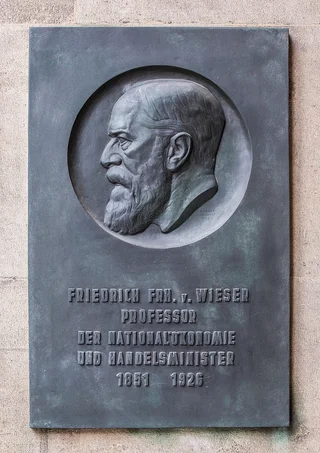 FRIEDRICH FRH. v. WIESER
PROFESSOR
DER NATIONALÖKONOMIE
UND HANDELSMINISTER
1851 1926